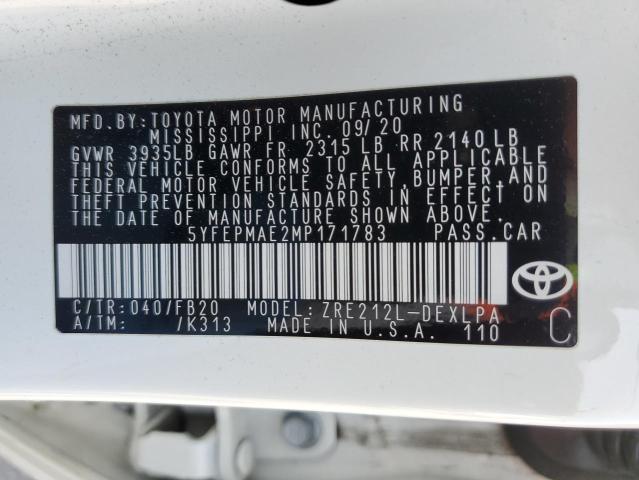 MFD.BY:TOYOTA MOTOR MANUFACTURING
MISSISSIPPI INC.09/20
GVWR 3935LB GAWR FR 2315 LB RR 2140 LB
THIS VEHICLE CONFORMS TO ALL APPLICABLE
FEDERAL MOTOR VEHICLE SAFETY,BUMPER,AND
THEFT PREVENTION STANDARDS IN EFFECT ON
THE DATE OF MANUFACTURE SHOWN ABOVE.
5YFEPMAE2MP171783 PASS.CAR
C/TR:040/FB20 MODEL:ZRE212L-DEXLPA
A/TM: /K313 MADE IN U.S.A. 110
C